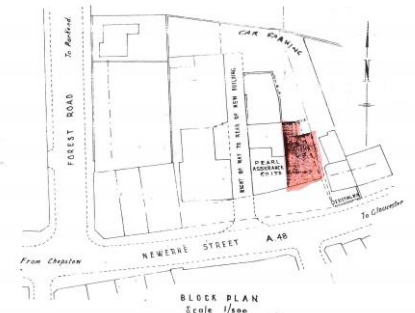 To Parkend.
FOREST ROAD
CAR PARKING
N
RIGHT OF WAY TO REAR OF NEW BUILDING
PEARL
ASSURANCE
CO LTD
NEWERNE STREET
A.48
To Gloucester
From Chepstow
BLOCK PLAN
Scale 1/500